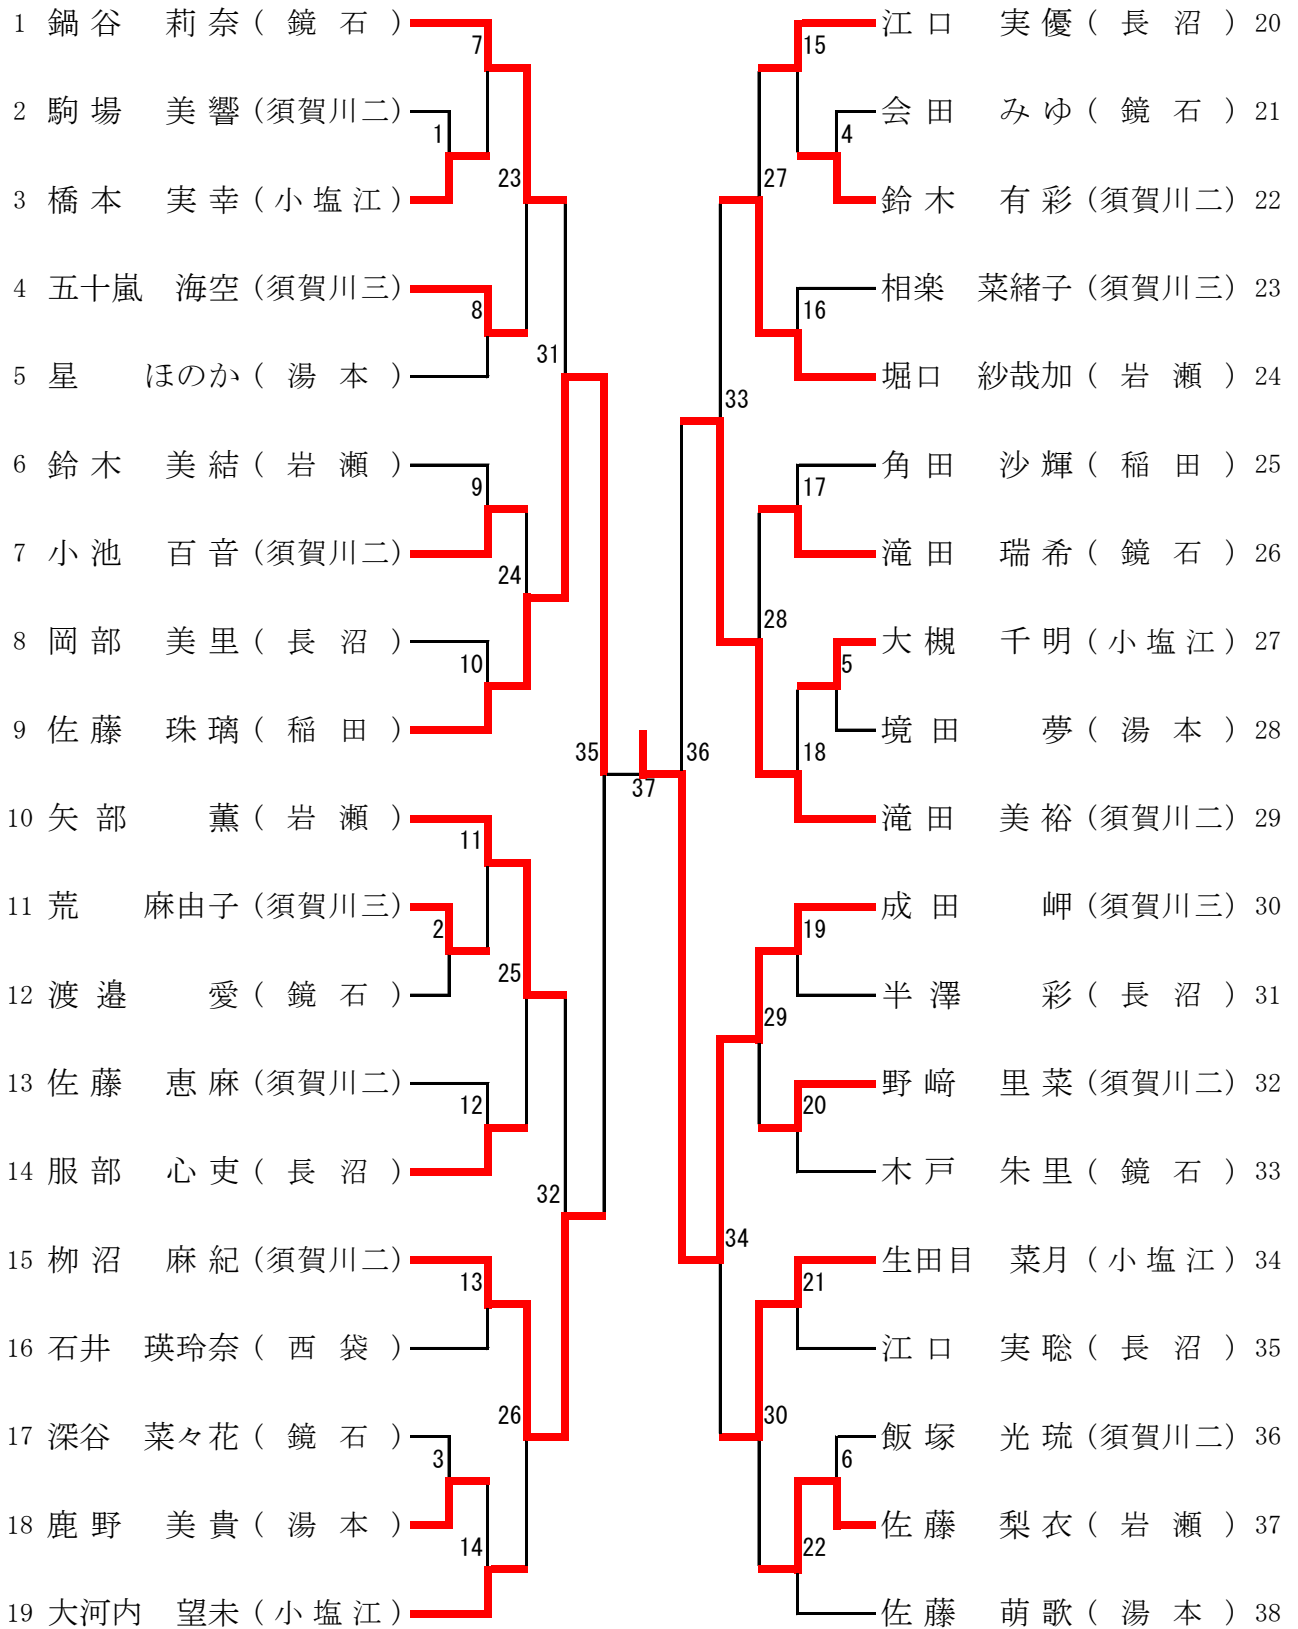 1 鍋谷 莉奈 ( 鏡 石 )
2 駒場 美響 (須賀川二)
3 橋本 実幸 ( 小塩江 )
4 五十嵐 海空 (須賀川三)
5 星 ほのか ( 湯 本 )
6 鈴木 美結 ( 岩 瀬 )
7 小池 百音 (須賀川二)
8 岡部 美里 ( 長 沼 )
9 佐藤 珠璃 ( 稲 田 )
10 矢部 薫 ( 岩 瀬 )
11 荒 麻由子 (須賀川三)
12 渡邉 愛 ( 鏡 石 )
13 佐藤 恵麻 (須賀川二)
14 服部 心吏 ( 長 沼 )
15 栁沼 麻紀 (須賀川二)
16 石井 瑛玲奈 ( 西 袋 )
17 深谷 菜々花 ( 鏡 石 )
18 鹿野 美貴 ( 湯 本 )
19 大河内 望未 ( 小塩江 )
1
2
3
7
8
9
10
11
12
13
14
23
24
25
26
31
32
35
37
36
33
34
27
28
29
30
15
16
17
18
19
20
21
22
4
5
6
江口 実優 ( 長 沼 ) 20
会田 みゆ ( 鏡 石 ) 21
鈴木 有彩 (須賀川二) 22
相楽 菜緒子 (須賀川三) 23
堀口 紗哉加 ( 岩 瀬 ) 24
角田 沙輝 ( 稲 田 ) 25
滝田 瑞希 ( 鏡 石 ) 26
大槻 千明 ( 小塩江 ) 27
境田 夢 ( 湯 本 ) 28
滝田 美裕 (須賀川二) 29
成田 岬 (須賀川三) 30
半澤 彩 ( 長 沼 ) 31
野﨑 里菜 (須賀川二) 32
木戸 朱里 ( 鏡 石 ) 33
生田目 菜月 ( 小塩江 ) 34
江口 実聡 ( 長 沼 ) 35
飯塚 光琉 (須賀川二) 36
佐藤 梨衣 ( 岩 瀬 ) 37
佐藤 萌歌 ( 湯 本 ) 38